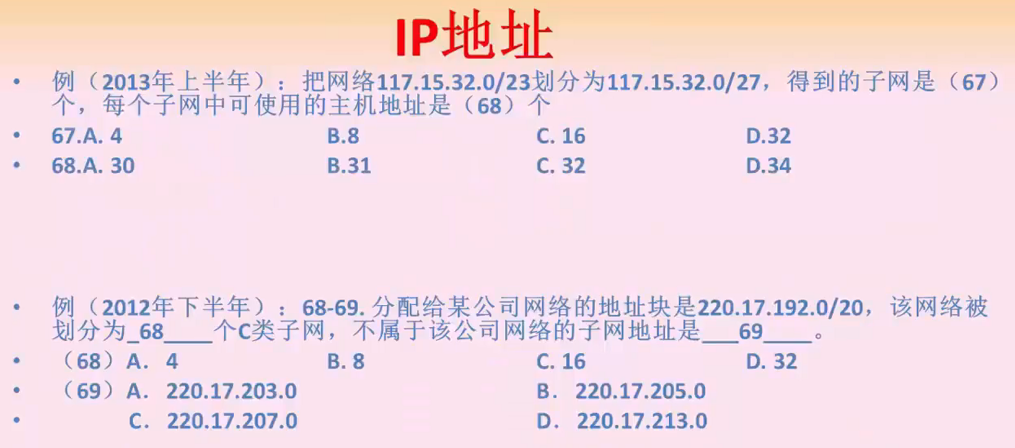 IP地址
• 例（2013年上半年）：把网络117.15.32.0/23划分为117.15.32.0/27，得到的子网是（67）
个，每个子网中可使用的主机地址是（68）个
• 67.A. 4 B.8 C. 16 D.32
• 68.A. 30 B.31 C. 32 D.34
• 例（2012年下半年）：68-69. 分配给某公司网络的地址块是220.17.192.0/20，该网络被
划分为_68____个C类子网，不属于该公司网络的子网地址是___69____。
• （68）A. 4 B. 8 C. 16 D. 32
• （69）A. 220.17.203.0 B. 220.17.205.0
• C. 220.17.207.0 D. 220.17.213.0